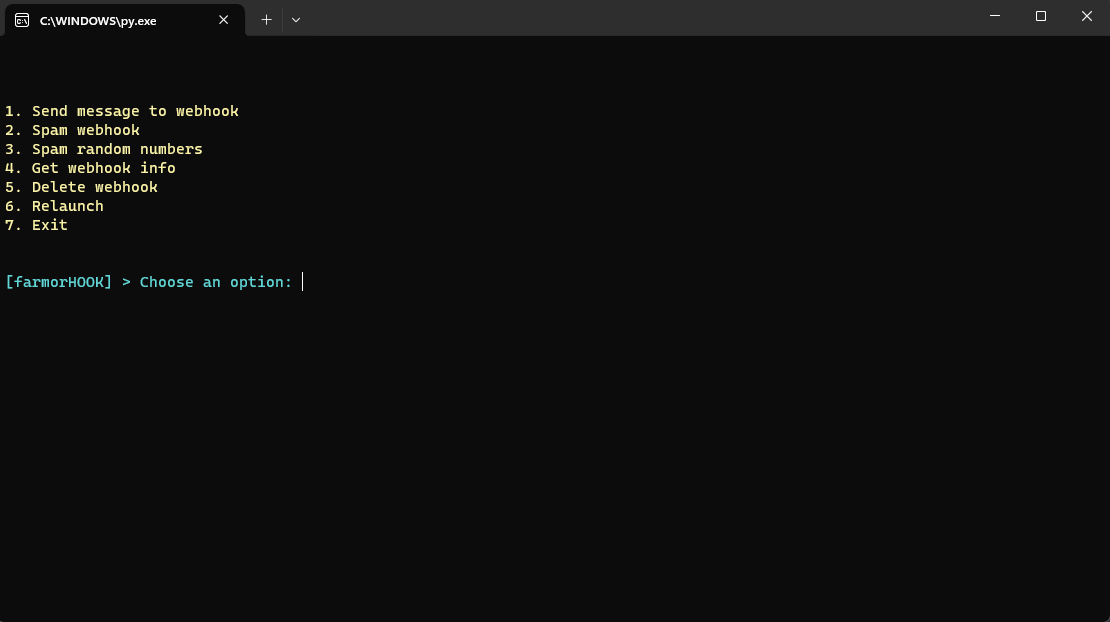 C:\WINDOWS\py.exe
1. Send message to webhook
2. Spam webhook
3. Spam random numbers
4. Get webhook info
5. Delete webhook
6. Relaunch
7. Exit
[farmorHOOK] > Choose an option: